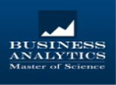 BUSINESS
ANALYTICS
Master of Science